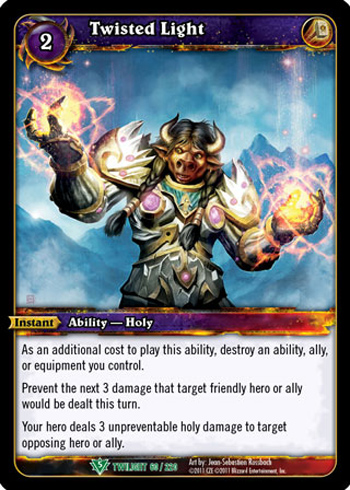 2
Twisted Light
Instant
Ability — Holy
As an additional cost to play this ability, destroy an ability, ally,
or equipment you control.
Prevent the next 3 damage that target friendly hero or ally
would be dealt this turn.
Your hero deals 3 unpreventable holy damage to target
opposing hero or ally.
TWILIGHT 60 / 220
Art by: Jean-Sebastien Rossbach
©2011 CZE ©2011 Blizzard Entertainment, Inc.